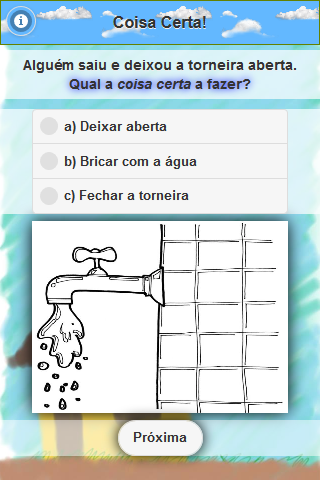 i
Coisa Certa!
Alguém saiu e deixou a torneira aberta.
Qual a coisa certa a fazer?
a) Deixar aberta
b) Bricar com a água
c) Fechar a torneira
Próxima